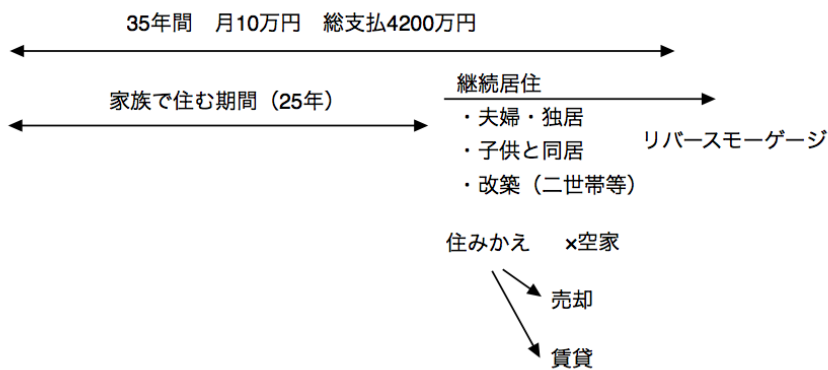 35年間　月10万円　総支払4200万円
家族で住む期間（25年）
継続居住
・夫婦・独居
・子供と同居
・改築（二世帯等）
リバースモーゲージ
住みかえ　×空家
売却
賃貸